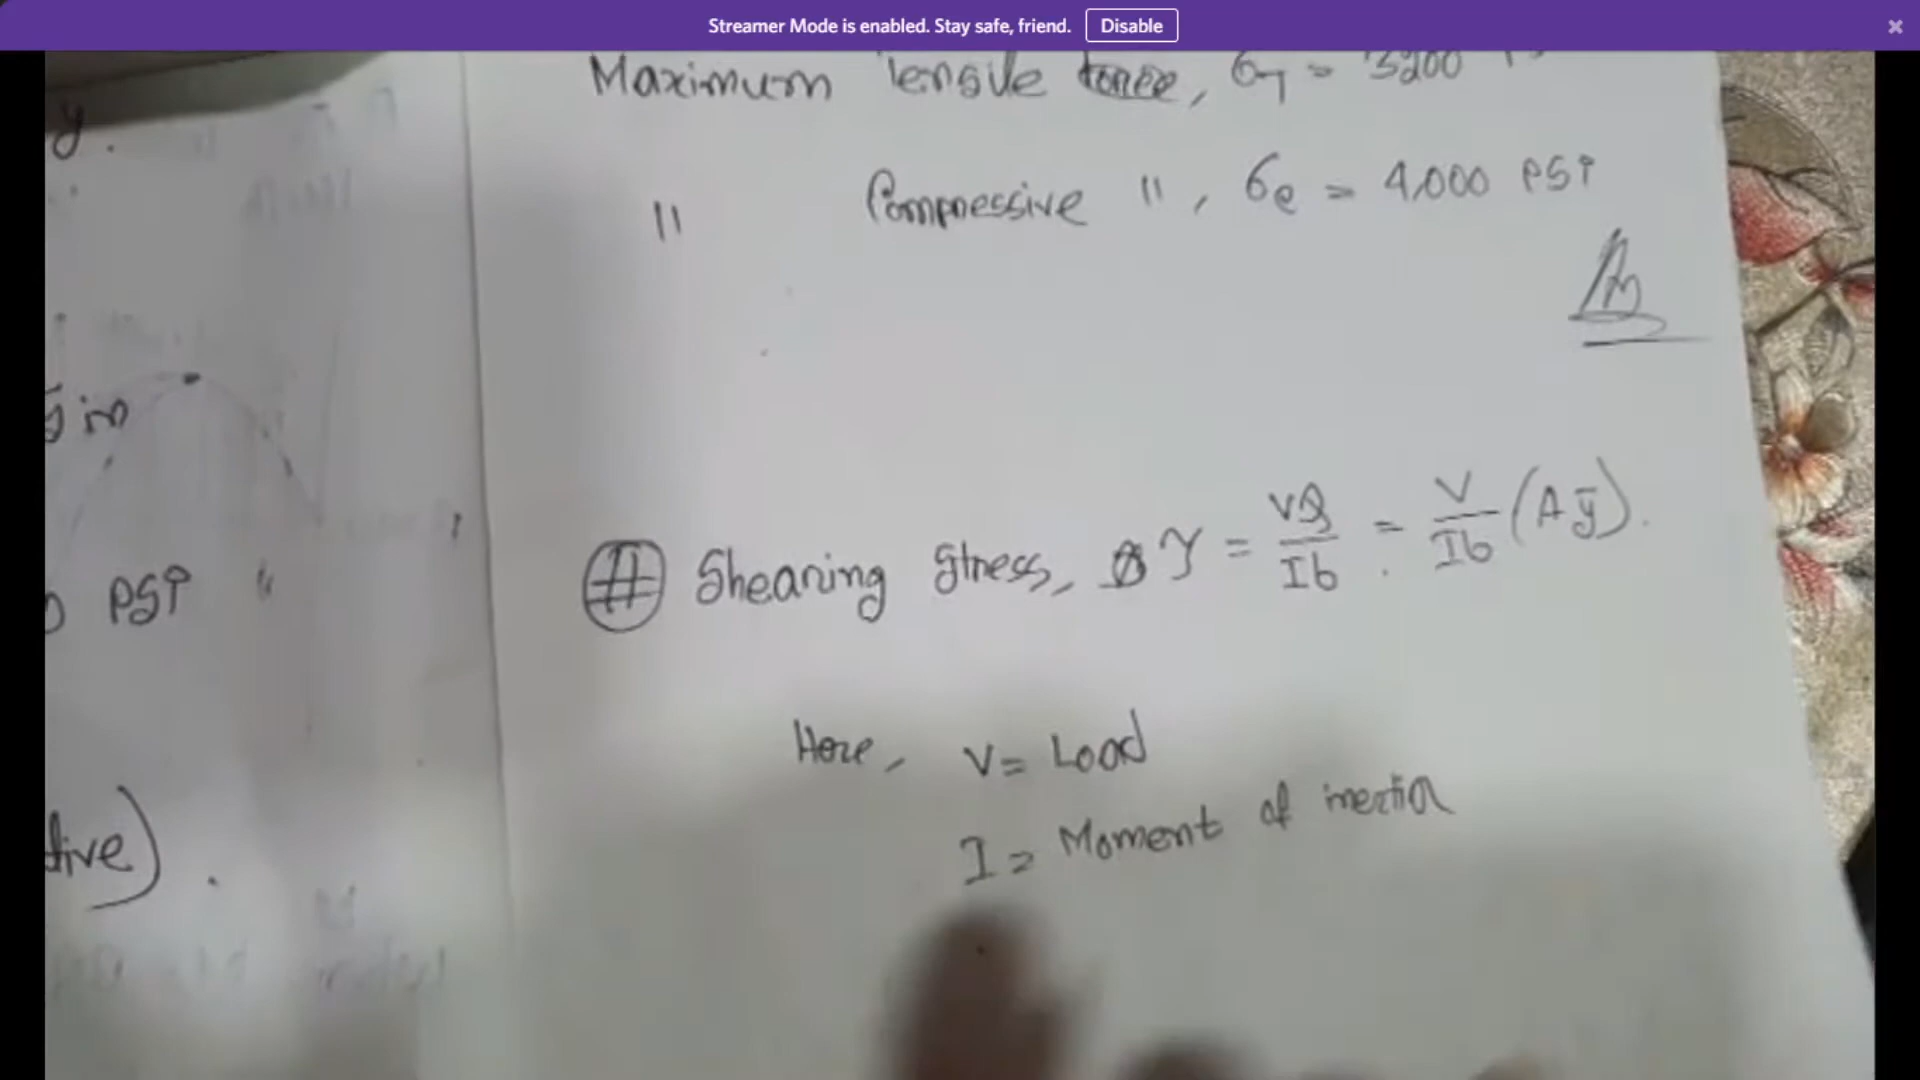 Streamer Mode is enabled. Stay safe, friend. Disable
y.
Maximum Tensile force, σT = 3200
" Compressive ", σc = 4,000 PSi
in
PSi "
tive).
# Shearing Stress, τ = VQ/Ib = V/Ib (Aȳ).
Here, V = Load
I = Moment of inertia